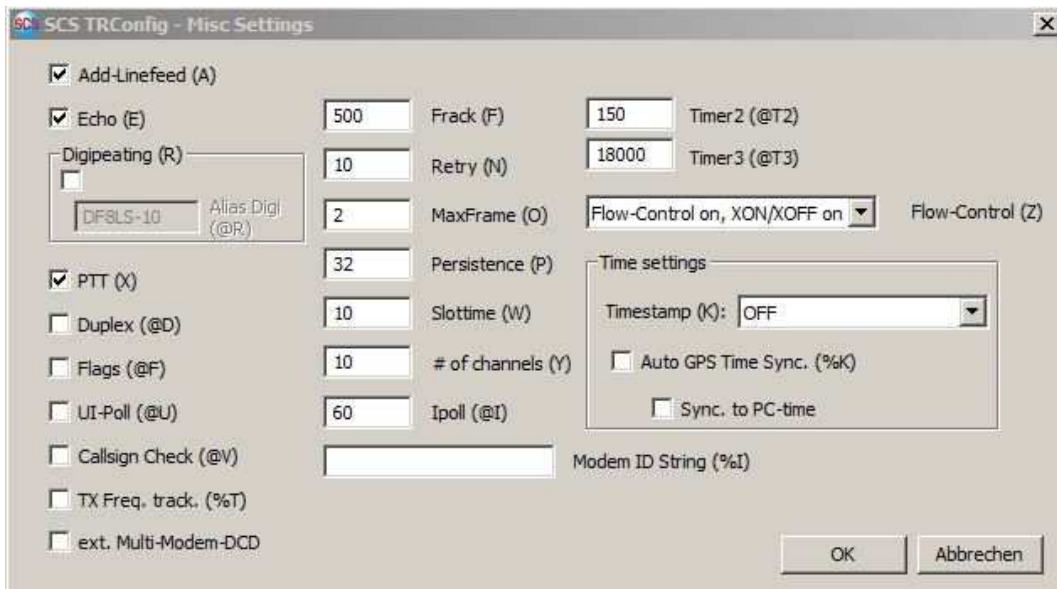 SCS SCS TRConfig - Misc Settings
Add-Linefeed (A)
Echo (E)
Digipeating (R)
DF8LS-10
Alias Digi
(@R)
PTT (X)
Duplex (@D)
Flags (@F)
UI-Poll (@U)
Callsign Check (@V)
TX Freq. track. (%T)
ext. Multi-Modem-DCD
500 Frack (F)
10 Retry (N)
2 MaxFrame (O)
32 Persistence (P)
10 Slottime (W)
10 # of channels (Y)
60 Ipoll (@I)
Modem ID String (%I)
150 Timer2 (@T2)
18000 Timer3 (@T3)
Flow-Control on, XON/XOFF on Flow-Control (Z)
Time settings
Timestamp (K): OFF
Auto GPS Time Sync. (%K)
Sync. to PC-time
OK
Abbrechen